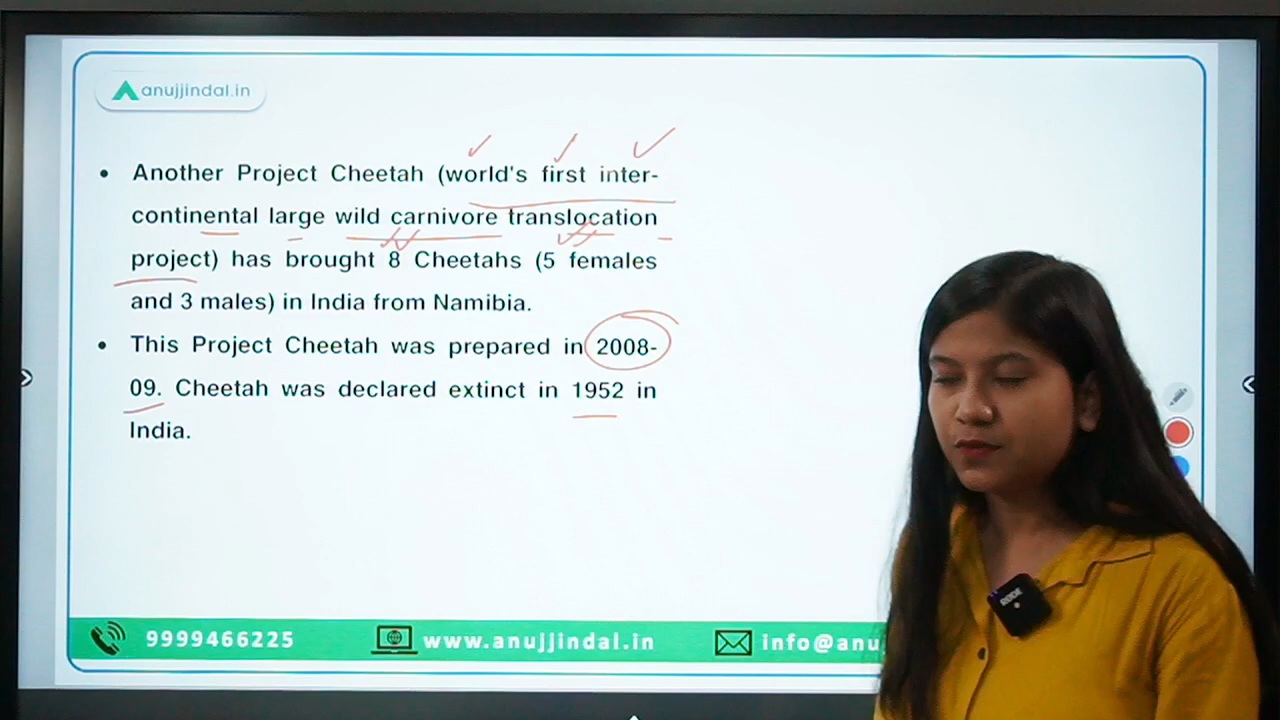 anujjindal.in
• Another Project Cheetah (world's first inter-
continental large wild carnivore translocation
project) has brought 8 Cheetahs (5 females
and 3 males) in India from Namibia.
• This Project Cheetah was prepared in 2008-
09. Cheetah was declared extinct in 1952 in
India.
RODE
9999466225 www.anujjindal.in info@anuj